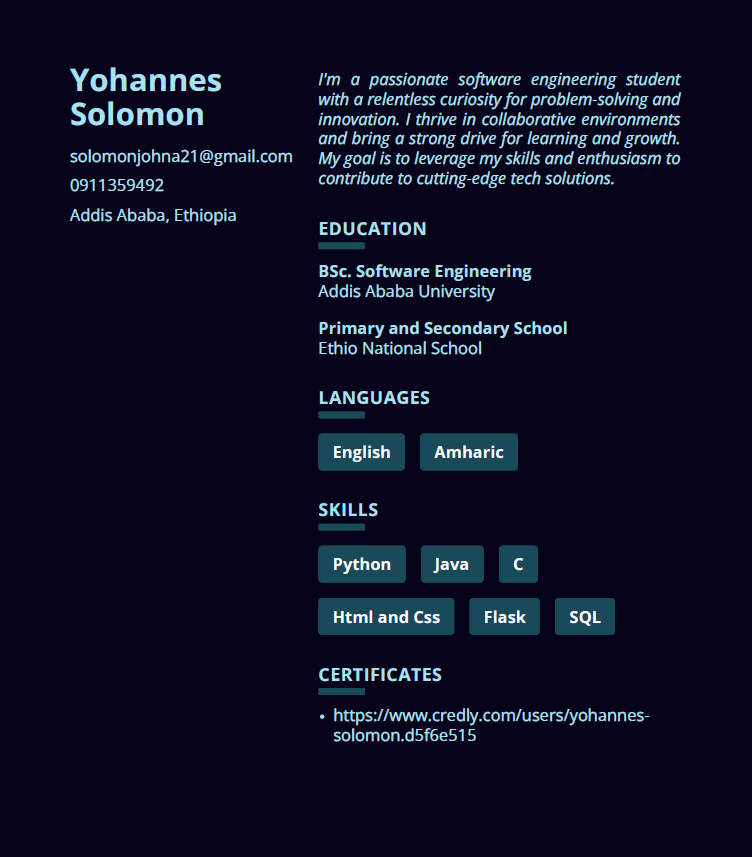 Yohannes
Solomon
solomonjohna21@gmail.com
0911359492
Addis Ababa, Ethiopia
I'm a passionate software engineering student
with a relentless curiosity for problem-solving and
innovation. I thrive in collaborative environments
and bring a strong drive for learning and growth.
My goal is to leverage my skills and enthusiasm to
contribute to cutting-edge tech solutions.
EDUCATION
BSc. Software Engineering
Addis Ababa University
Primary and Secondary School
Ethio National School
LANGUAGES
English Amharic
SKILLS
Python Java C
Html and Css Flask SQL
CERTIFICATES
• https://www.credly.com/users/yohannes-
solomon.d5f6e515